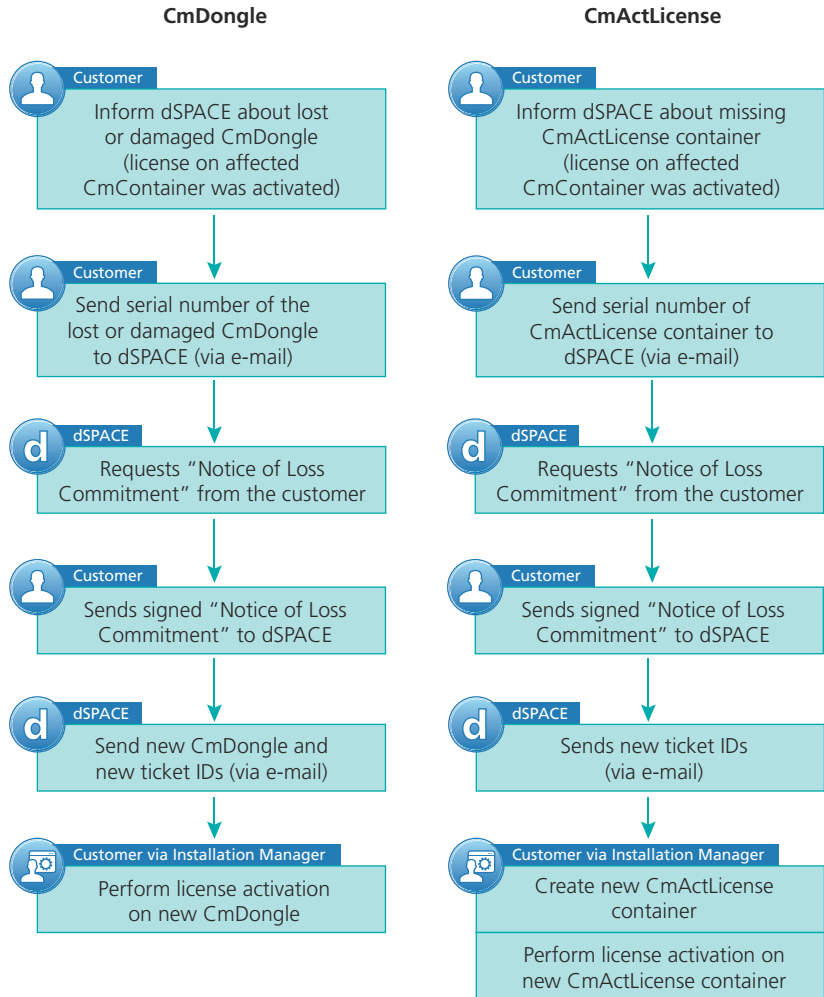 CmDongle
Customer
Inform dSPACE about lost
or damaged CmDongle
(license on affected
CmContainer was activated)
Customer
Send serial number of the
lost or damaged CmDongle
to dSPACE (via e-mail)
d
dSPACE
Requests “Notice of Loss
Commitment” from the customer
Customer
Sends signed “Notice of Loss
Commitment” to dSPACE
d
dSPACE
Send new CmDongle and
new ticket IDs (via e-mail)
Customer via Installation Manager
Perform license activation
on new CmDongle
CmActLicense
Customer
Inform dSPACE about missing
CmActLicense container
(license on affected
CmContainer was activated)
Customer
Send serial number of
CmActLicense container to
dSPACE (via e-mail)
d
dSPACE
Requests “Notice of Loss
Commitment” from the customer
Customer
Sends signed “Notice of Loss
Commitment” to dSPACE
d
dSPACE
Sends new ticket IDs
(via e-mail)
Customer via Installation Manager
Create new CmActLicense
container
Perform license activation on
new CmActLicense container